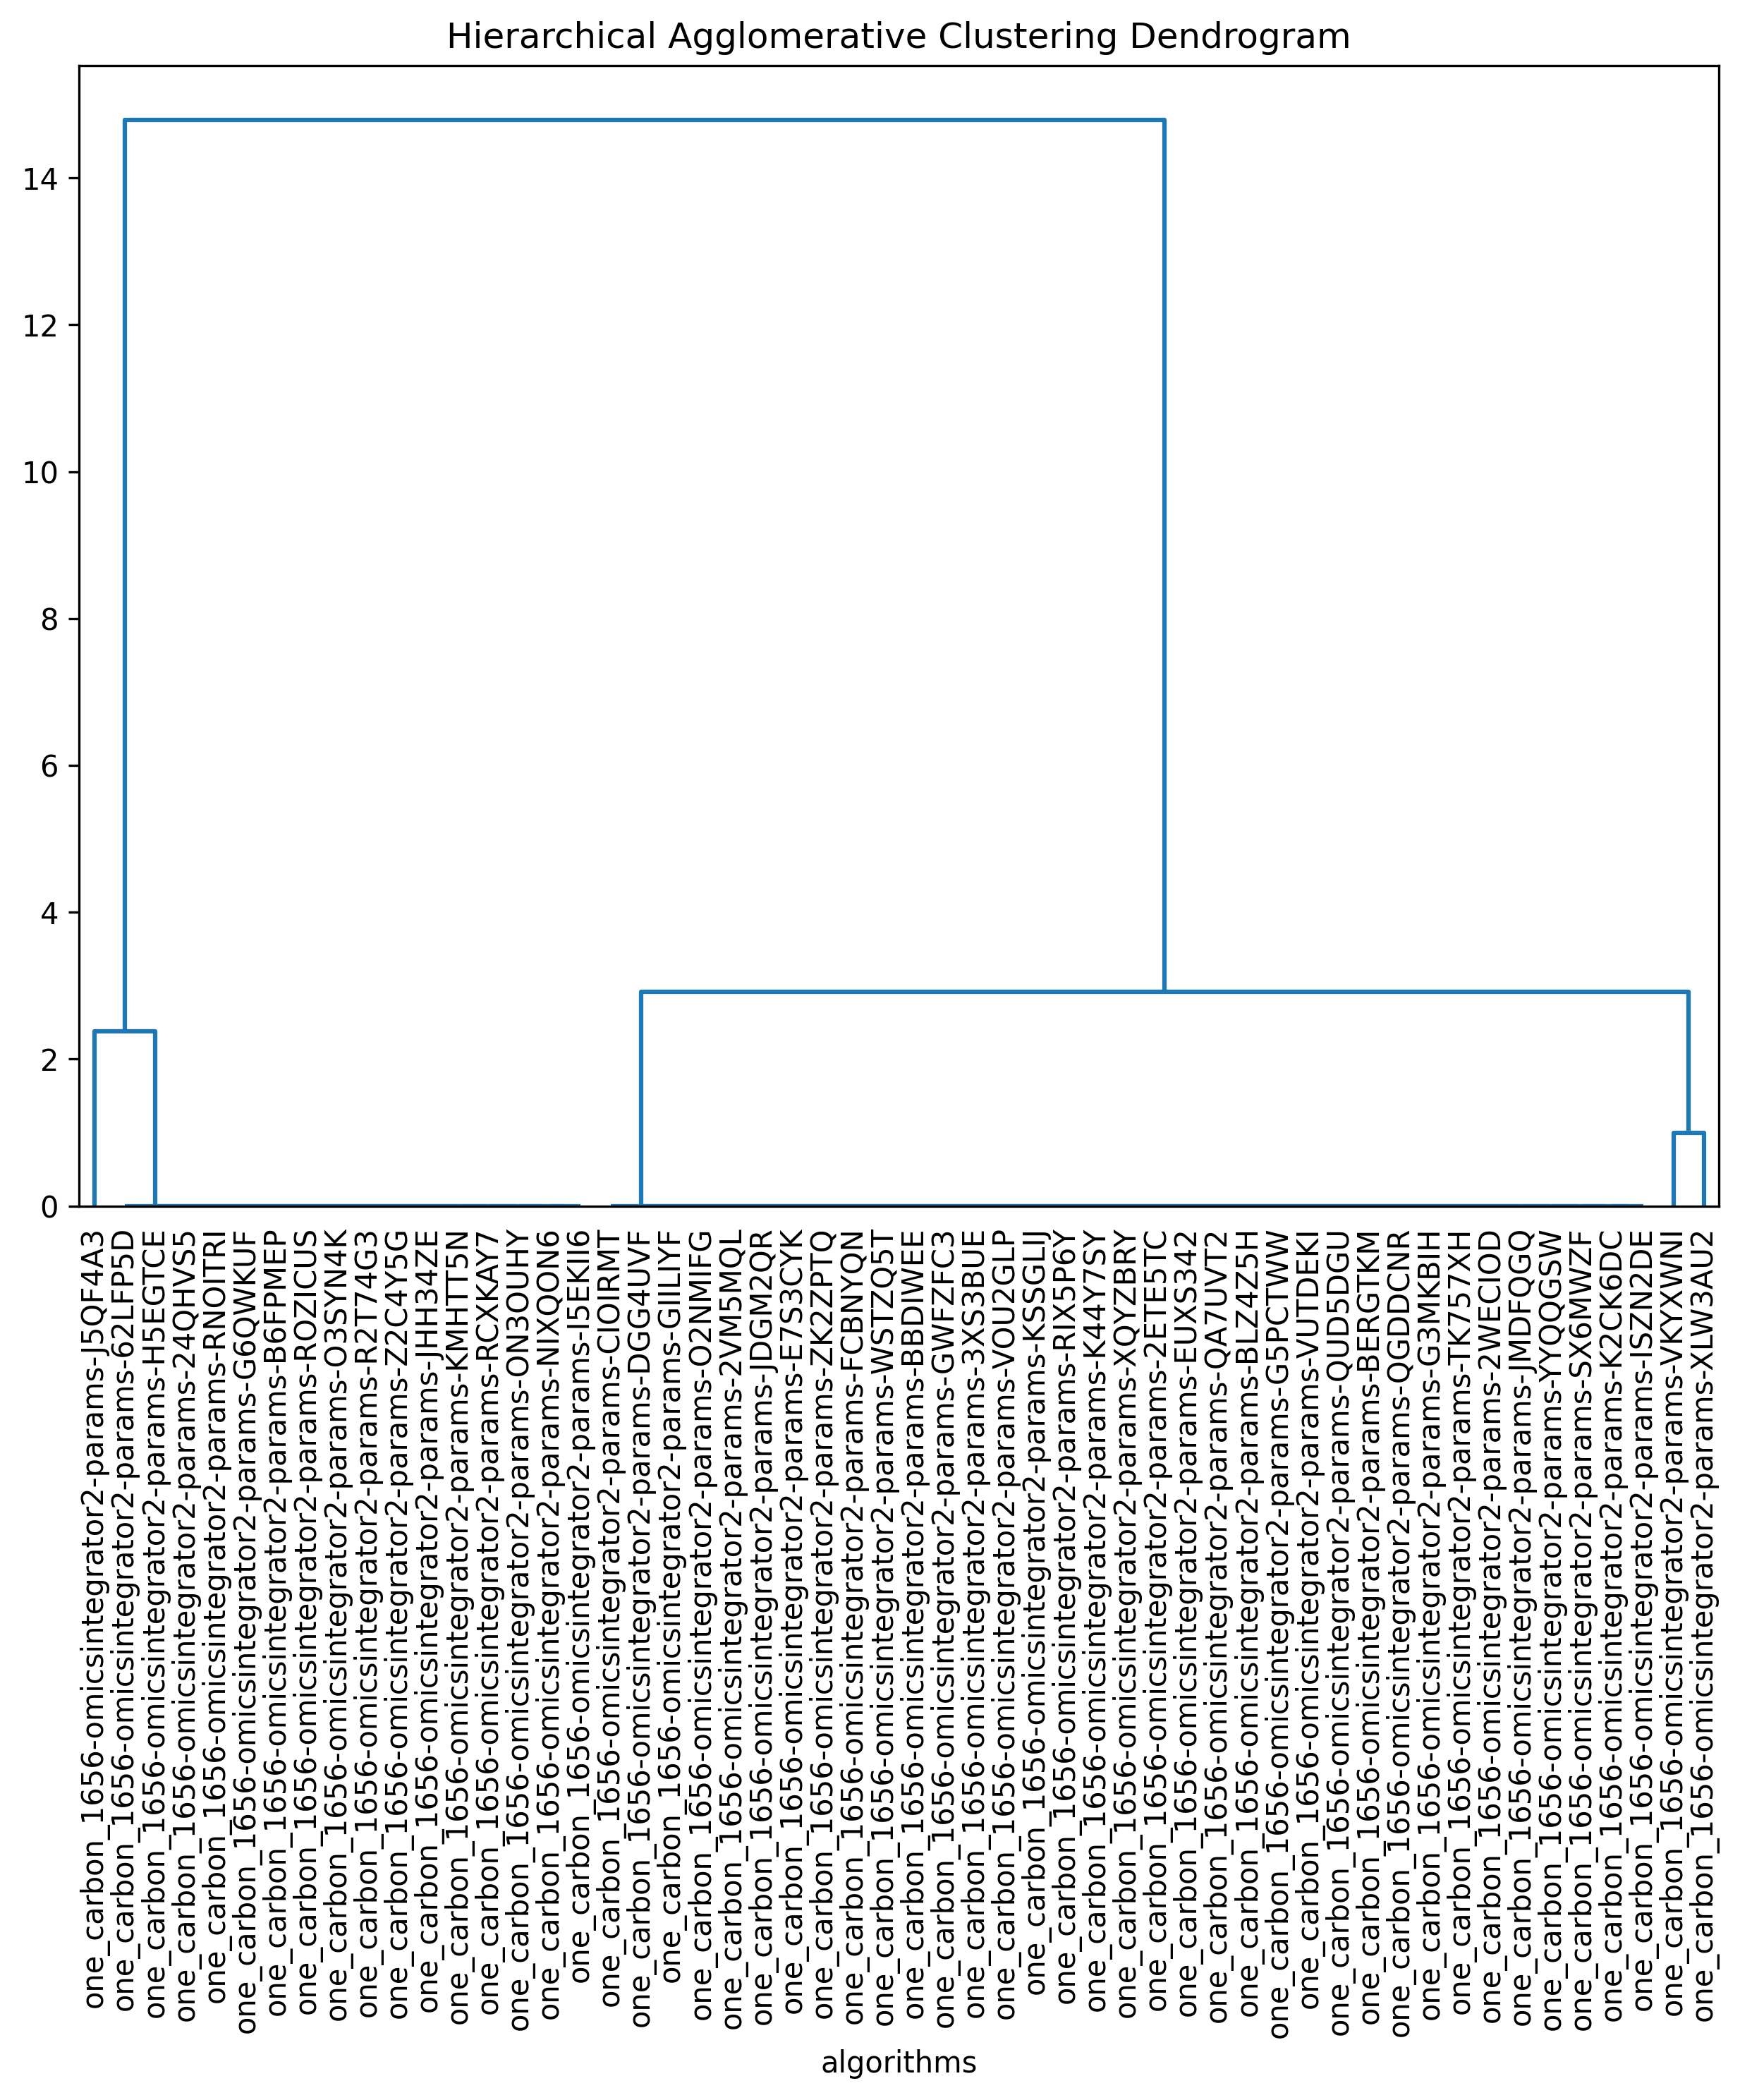 Hierarchical Agglomerative Clustering Dendrogram
14
12
10
8
6
4
2
0
one_carbon_1656-omicsintegrator2-params-J5QF4A3
one_carbon_1656-omicsintegrator2-params-62LFP5D
one_carbon_1656-omicsintegrator2-params-H5EGTCE
one_carbon_1656-omicsintegrator2-params-24QHVS5
one_carbon_1656-omicsintegrator2-params-RNOITRI
one_carbon_1656-omicsintegrator2-params-G6QWKUF
one_carbon_1656-omicsintegrator2-params-B6FPMEP
one_carbon_1656-omicsintegrator2-params-ROZICUS
one_carbon_1656-omicsintegrator2-params-O3SYN4K
one_carbon_1656-omicsintegrator2-params-R2T74G3
one_carbon_1656-omicsintegrator2-params-Z2C4Y5G
one_carbon_1656-omicsintegrator2-params-JHH34ZE
one_carbon_1656-omicsintegrator2-params-KMHTT5N
one_carbon_1656-omicsintegrator2-params-RCXKAY7
one_carbon_1656-omicsintegrator2-params-ON3OUHY
one_carbon_1656-omicsintegrator2-params-NIXQON6
one_carbon_1656-omicsintegrator2-params-I5EKII6
one_carbon_1656-omicsintegrator2-params-CIOIRMT
one_carbon_1656-omicsintegrator2-params-DGG4UVF
one_carbon_1656-omicsintegrator2-params-GIILIYF
one_carbon_1656-omicsintegrator2-params-O2NMIFG
one_carbon_1656-omicsintegrator2-params-2VM5MQL
one_carbon_1656-omicsintegrator2-params-JDGM2QR
one_carbon_1656-omicsintegrator2-params-E7S3CYK
one_carbon_1656-omicsintegrator2-params-ZK2ZPTQ
one_carbon_1656-omicsintegrator2-params-FCBNYQN
one_carbon_1656-omicsintegrator2-params-WSTZQ5T
one_carbon_1656-omicsintegrator2-params-BBDIWEE
one_carbon_1656-omicsintegrator2-params-GWFZFC3
one_carbon_1656-omicsintegrator2-params-3XS3BUE
one_carbon_1656-omicsintegrator2-params-VOU2GLP
one_carbon_1656-omicsintegrator2-params-KSSGLIJ
one_carbon_1656-omicsintegrator2-params-RIX5P6Y
one_carbon_1656-omicsintegrator2-params-K44Y7SY
one_carbon_1656-omicsintegrator2-params-XQYZBRY
one_carbon_1656-omicsintegrator2-params-2ETE5TC
one_carbon_1656-omicsintegrator2-params-EUXS342
one_carbon_1656-omicsintegrator2-params-QA7UVT2
one_carbon_1656-omicsintegrator2-params-BLZ4Z5H
one_carbon_1656-omicsintegrator2-params-G5PCTWW
one_carbon_1656-omicsintegrator2-params-VUTDEKI
one_carbon_1656-omicsintegrator2-params-QUD5DGU
one_carbon_1656-omicsintegrator2-params-BERGTKM
one_carbon_1656-omicsintegrator2-params-QGDDCNR
one_carbon_1656-omicsintegrator2-params-G3MKBIH
one_carbon_1656-omicsintegrator2-params-TK757XH
one_carbon_1656-omicsintegrator2-params-2WECIOD
one_carbon_1656-omicsintegrator2-params-JMDFQGQ
one_carbon_1656-omicsintegrator2-params-YYQQGSW
one_carbon_1656-omicsintegrator2-params-SX6MWZF
one_carbon_1656-omicsintegrator2-params-K2CK6DC
one_carbon_1656-omicsintegrator2-params-ISZN2DE
one_carbon_1656-omicsintegrator2-params-VKYXWNI
one_carbon_1656-omicsintegrator2-params-XLW3AU2
algorithms